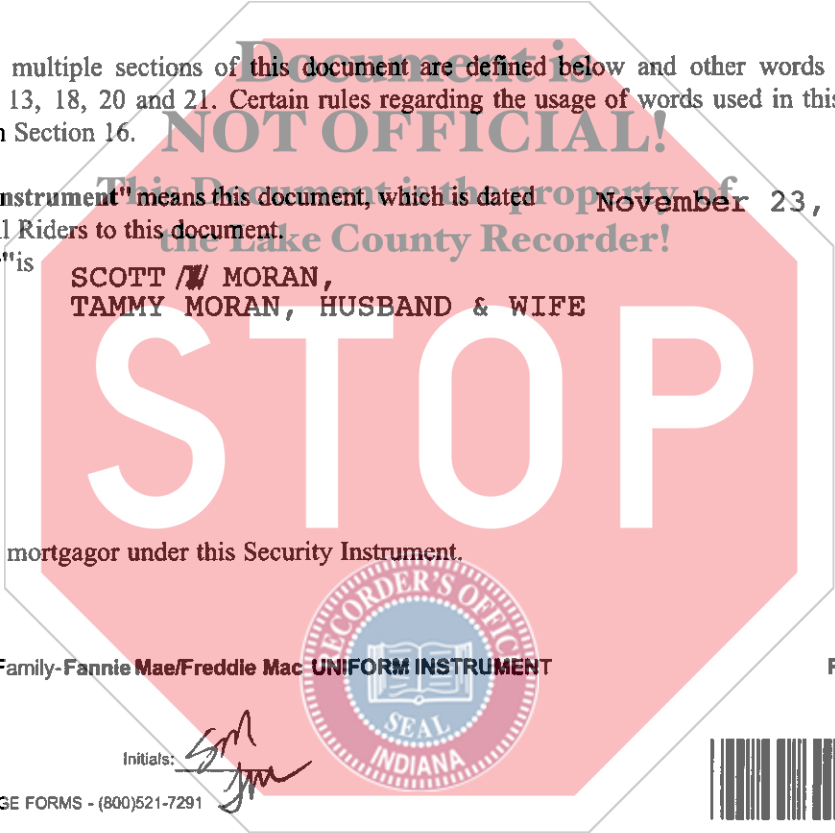 Document is
multiple sections of this document are defined below and other words
13, 18, 20 and 21. Certain rules regarding the usage of words used in this
Section 16.
NOT OFFICIAL!
nstrument" means this document, which is dated November 23,
This Document is the property of
l Riders to this document.
the Lake County Recorder!
" is
SCOTT MORAN,
TAMMY MORAN, HUSBAND & WIFE
STOP
mortgagor under this Security Instrument.
RECORDER'S OFFICE
SEAL
INDIANA
Family-Fannie Mae/Freddie Mac UNIFORM INSTRUMENT
Initials: SM
TM
GE FORMS - (800)521-7291